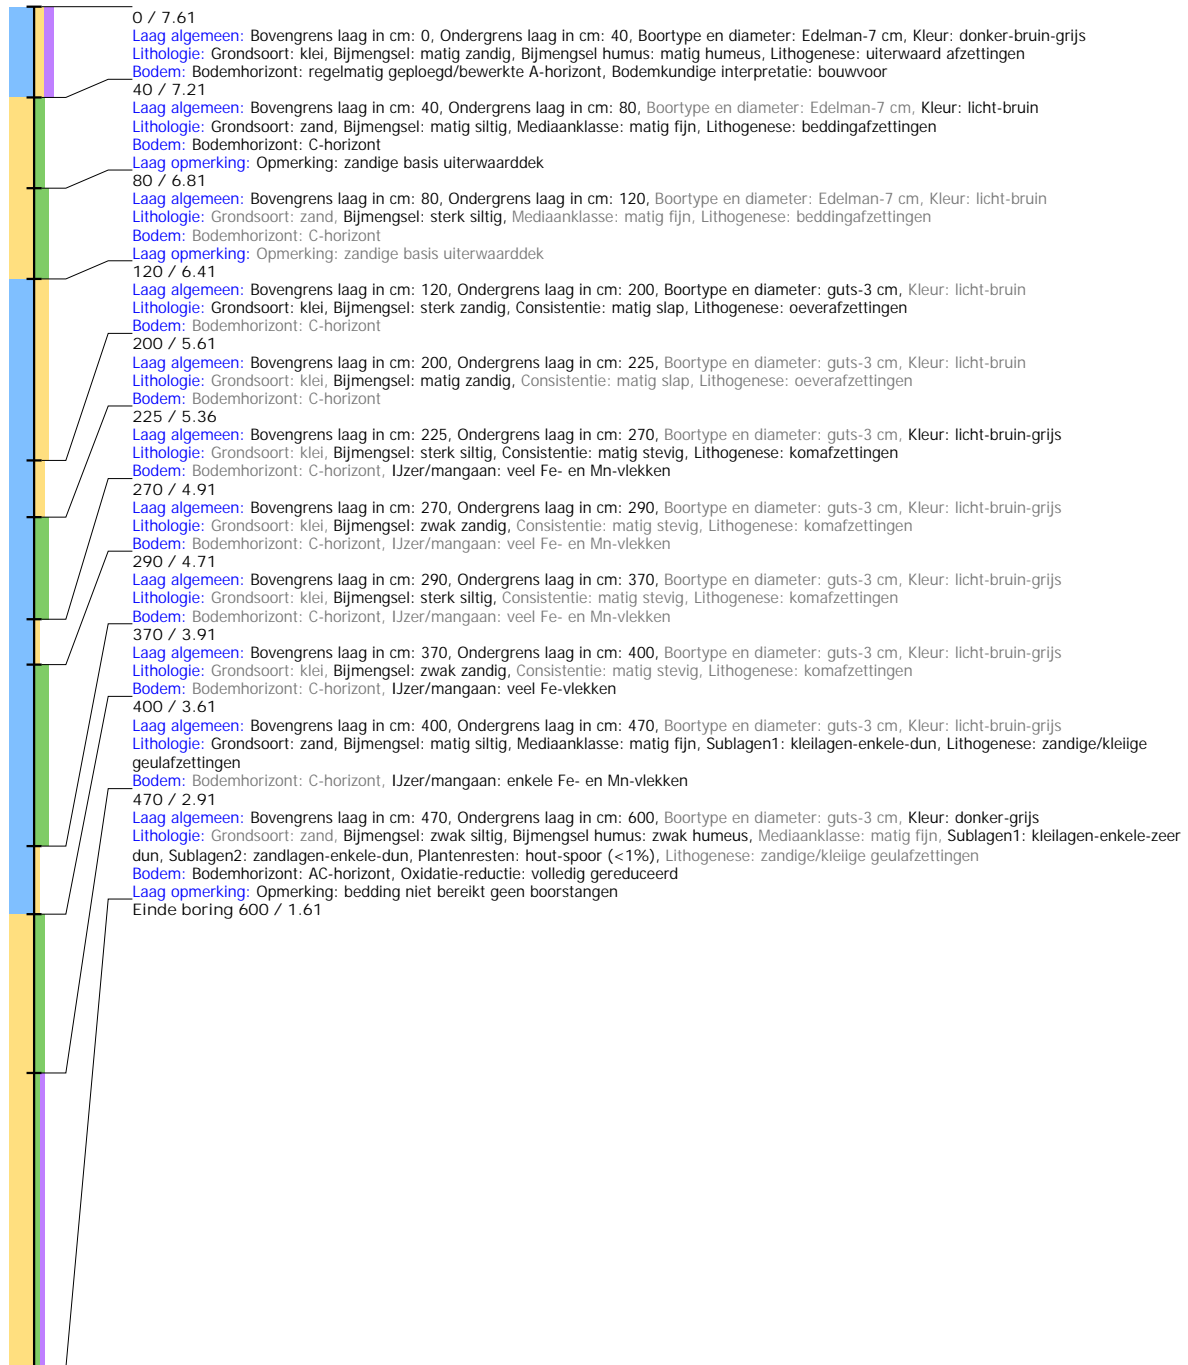 0 / 7.61
Laag algemeen: Bovengrens laag in cm: 0, Ondergrens laag in cm: 40, Boortype en diameter: Edelman-7 cm, Kleur: donker-bruin-grijs
Lithologie: Grondsoort: klei, Bijmengsel: matig zandig, Bijmengsel humus: matig humeus, Lithogenese: uiterwaard afzettingen
Bodem: Bodemhorizont: regelmatig geploegd/bewerkte A-horizont, Bodemkundige interpretatie: bouwvoor
40 / 7.21
Laag algemeen: Bovengrens laag in cm: 40, Ondergrens laag in cm: 80, Boortype en diameter: Edelman-7 cm, Kleur: licht-bruin
Lithologie: Grondsoort: zand, Bijmengsel: matig siltig, Mediaanklasse: matig fijn, Lithogenese: beddingafzettingen
Bodem: Bodemhorizont: C-horizont
Laag opmerking: Opmerking: zandige basis uiterwaarddek
80 / 6.81
Laag algemeen: Bovengrens laag in cm: 80, Ondergrens laag in cm: 120, Boortype en diameter: Edelman-7 cm, Kleur: licht-bruin
Lithologie: Grondsoort: zand, Bijmengsel: sterk siltig, Mediaanklasse: matig fijn, Lithogenese: beddingafzettingen
Bodem: Bodemhorizont: C-horizont
Laag opmerking: Opmerking: zandige basis uiterwaarddek
120 / 6.41
Laag algemeen: Bovengrens laag in cm: 120, Ondergrens laag in cm: 200, Boortype en diameter: guts-3 cm, Kleur: licht-bruin
Lithologie: Grondsoort: klei, Bijmengsel: sterk zandig, Consistentie: matig slap, Lithogenese: oeverafzettingen
Bodem: Bodemhorizont: C-horizont
200 / 5.61
Laag algemeen: Bovengrens laag in cm: 200, Ondergrens laag in cm: 225, Boortype en diameter: guts-3 cm, Kleur: licht-bruin
Lithologie: Grondsoort: klei, Bijmengsel: matig zandig, Consistentie: matig slap, Lithogenese: oeverafzettingen
Bodem: Bodemhorizont: C-horizont
225 / 5.36
Laag algemeen: Bovengrens laag in cm: 225, Ondergrens laag in cm: 270, Boortype en diameter: guts-3 cm, Kleur: licht-bruin-grijs
Lithologie: Grondsoort: klei, Bijmengsel: sterk siltig, Consistentie: matig stevig, Lithogenese: komafzettingen
Bodem: Bodemhorizont: C-horizont, IJzer/mangaan: veel Fe- en Mn-vlekken
270 / 4.91
Laag algemeen: Bovengrens laag in cm: 270, Ondergrens laag in cm: 290, Boortype en diameter: guts-3 cm, Kleur: licht-bruin-grijs
Lithologie: Grondsoort: klei, Bijmengsel: zwak zandig, Consistentie: matig stevig, Lithogenese: komafzettingen
Bodem: Bodemhorizont: C-horizont, IJzer/mangaan: veel Fe- en Mn-vlekken
290 / 4.71
Laag algemeen: Bovengrens laag in cm: 290, Ondergrens laag in cm: 370, Boortype en diameter: guts-3 cm, Kleur: licht-bruin-grijs
Lithologie: Grondsoort: klei, Bijmengsel: sterk siltig, Consistentie: matig stevig, Lithogenese: komafzettingen
Bodem: Bodemhorizont: C-horizont, IJzer/mangaan: veel Fe- en Mn-vlekken
370 / 3.91
Laag algemeen: Bovengrens laag in cm: 370, Ondergrens laag in cm: 400, Boortype en diameter: guts-3 cm, Kleur: licht-bruin-grijs
Lithologie: Grondsoort: klei, Bijmengsel: zwak zandig, Consistentie: matig stevig, Lithogenese: komafzettingen
Bodem: Bodemhorizont: C-horizont, IJzer/mangaan: veel Fe-vlekken
400 / 3.61
Laag algemeen: Bovengrens laag in cm: 400, Ondergrens laag in cm: 470, Boortype en diameter: guts-3 cm, Kleur: licht-bruin-grijs
Lithologie: Grondsoort: zand, Bijmengsel: matig siltig, Mediaanklasse: matig fijn, Sublagen1: kleilagen-enkele-dun, Lithogenese: zandige/kleiige
geulafzettingen
Bodem: Bodemhorizont: C-horizont, IJzer/mangaan: enkele Fe- en Mn-vlekken
470 / 2.91
Laag algemeen: Bovengrens laag in cm: 470, Ondergrens laag in cm: 600, Boortype en diameter: guts-3 cm, Kleur: donker-grijs
Lithologie: Grondsoort: zand, Bijmengsel: zwak siltig, Bijmengsel humus: zwak humeus, Mediaanklasse: matig fijn, Sublagen1: kleilagen-enkele-zeer
dun, Sublagen2: zandlagen-enkele-dun, Plantenresten: hout-spoor (<1%), Lithogenese: zandige/kleiige geulafzettingen
Bodem: Bodemhorizont: AC-horizont, Oxidatie-reductie: volledig gereduceerd
Laag opmerking: Opmerking: bedding niet bereikt geen boorstangen
Einde boring 600 / 1.61